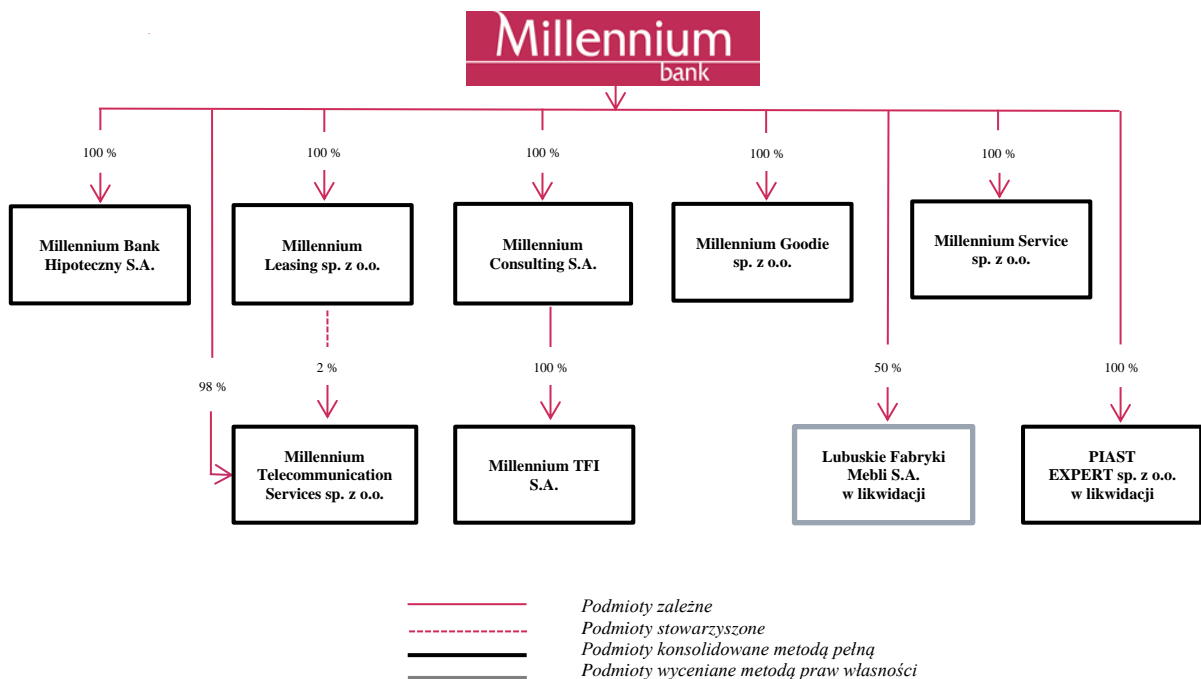 Millennium
bank
100 %
100 %
100 %
100 %
100 %
Millennium Bank
Hipoteczny S.A.
Millennium
Leasing sp. z o.o.
Millennium
Consulting S.A.
Millennium Goodie
sp. z o.o.
Millennium Service
sp. z o.o.
98 %
2 %
100 %
50 %
100 %
Millennium
Telecommunication
Services sp. z o.o.
Millennium TFI
S.A.
Lubuskie Fabryki
Mebli S.A.
w likwidacji
PIAST
EXPERT sp. z o.o.
w likwidacji
Podmioty zależne
Podmioty stowarzyszone
Podmioty konsolidowane metodą pełną
Podmioty wyceniane metodą praw własności